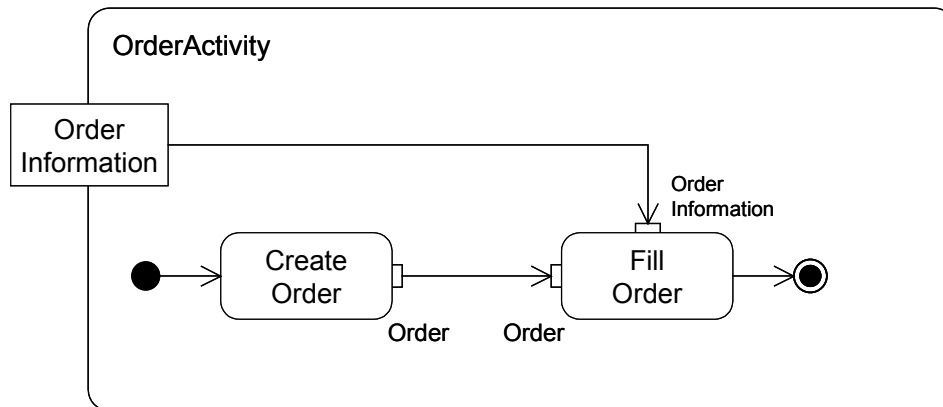 OrderActivity
Order
Information
Order
Information
Create
Order
Fill
Order
Order
Order